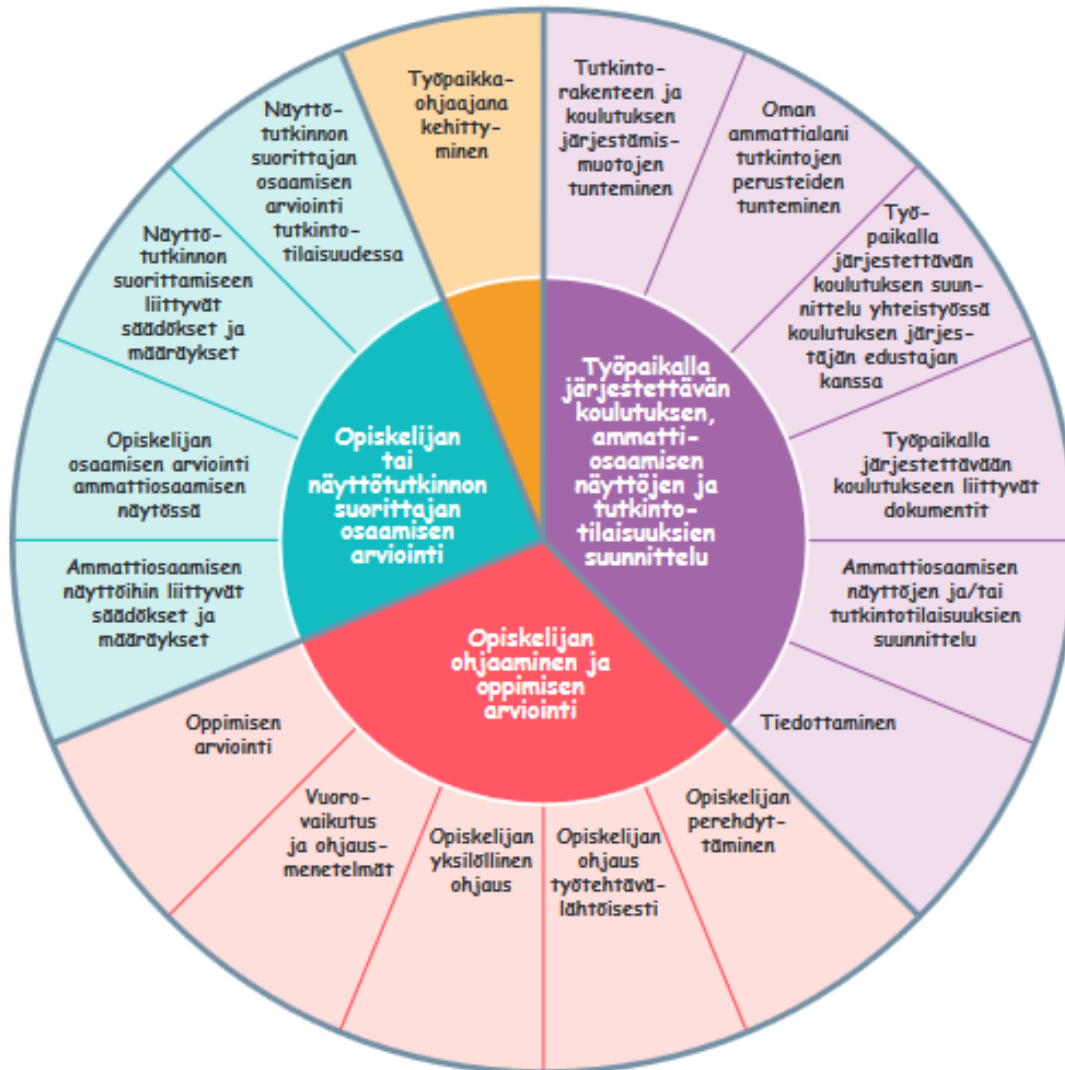 Työpaikka-
ohjaajana
kehitty-
minen
Tutkinto-
rakenteen ja
koulutuksen
järjestämis-
muotojen
tunteminen
Oman
ammattialani
tutkintojen
perusteiden
tunteminen
Työ-
paikalla
järjestettävän
koulutuksen suun-
nittelu yhteistyössä
koulutuksen järjes-
täjän edustajan
kanssa
Työpaikalla
järjestettävään
koulutukseen liittyvät
dokumentit
Ammattiosaamisen
näyttöjen ja/tai
tutkintotilaisuuksien
suunnittelu
Tiedottaminen
Opiskelijan
perehdyt-
täminen
Opiskelijan
ohjaus
työtehtävä-
lähtöisesti
Opiskelijan
yksilöllinen
ohjaus
Vuoro-
vaikutus
ja ohjaus-
menetelmät
Oppimisen
arviointi
Ammattiosaamisen
näyttöihin liittyvät
säädökset ja
määräykset
Opiskelijan
osaamisen arviointi
ammattiosaamisen
näytössä
Näyttö-
tutkinnon
suorittamiseen
liittyvät
säädökset ja
määräykset
Näyttö-
tutkinnon
suorittajan
osaamisen
arviointi
tutkinto-
tilaisuudessa
Työpaikalla
järjestettävän
koulutuksen,
ammatti-
osaamisen
näyttöjen ja
tutkinto-
tilaisuuksien
suunnittelu
Opiskelijan
ohjaaminen ja
oppimisen
arviointi
Opiskelijan
tai
näyttötutkinnon
suorittajan
osaamisen
arviointi